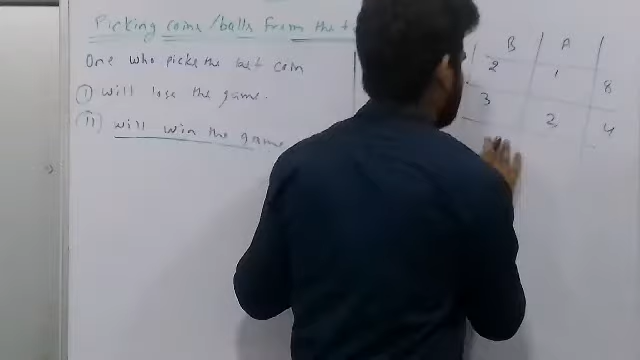 Picking coins/balls From the
One who picks the last coin
(i) will lose the game.
(ii) will win the game
B A
2 1 8
3 2 4